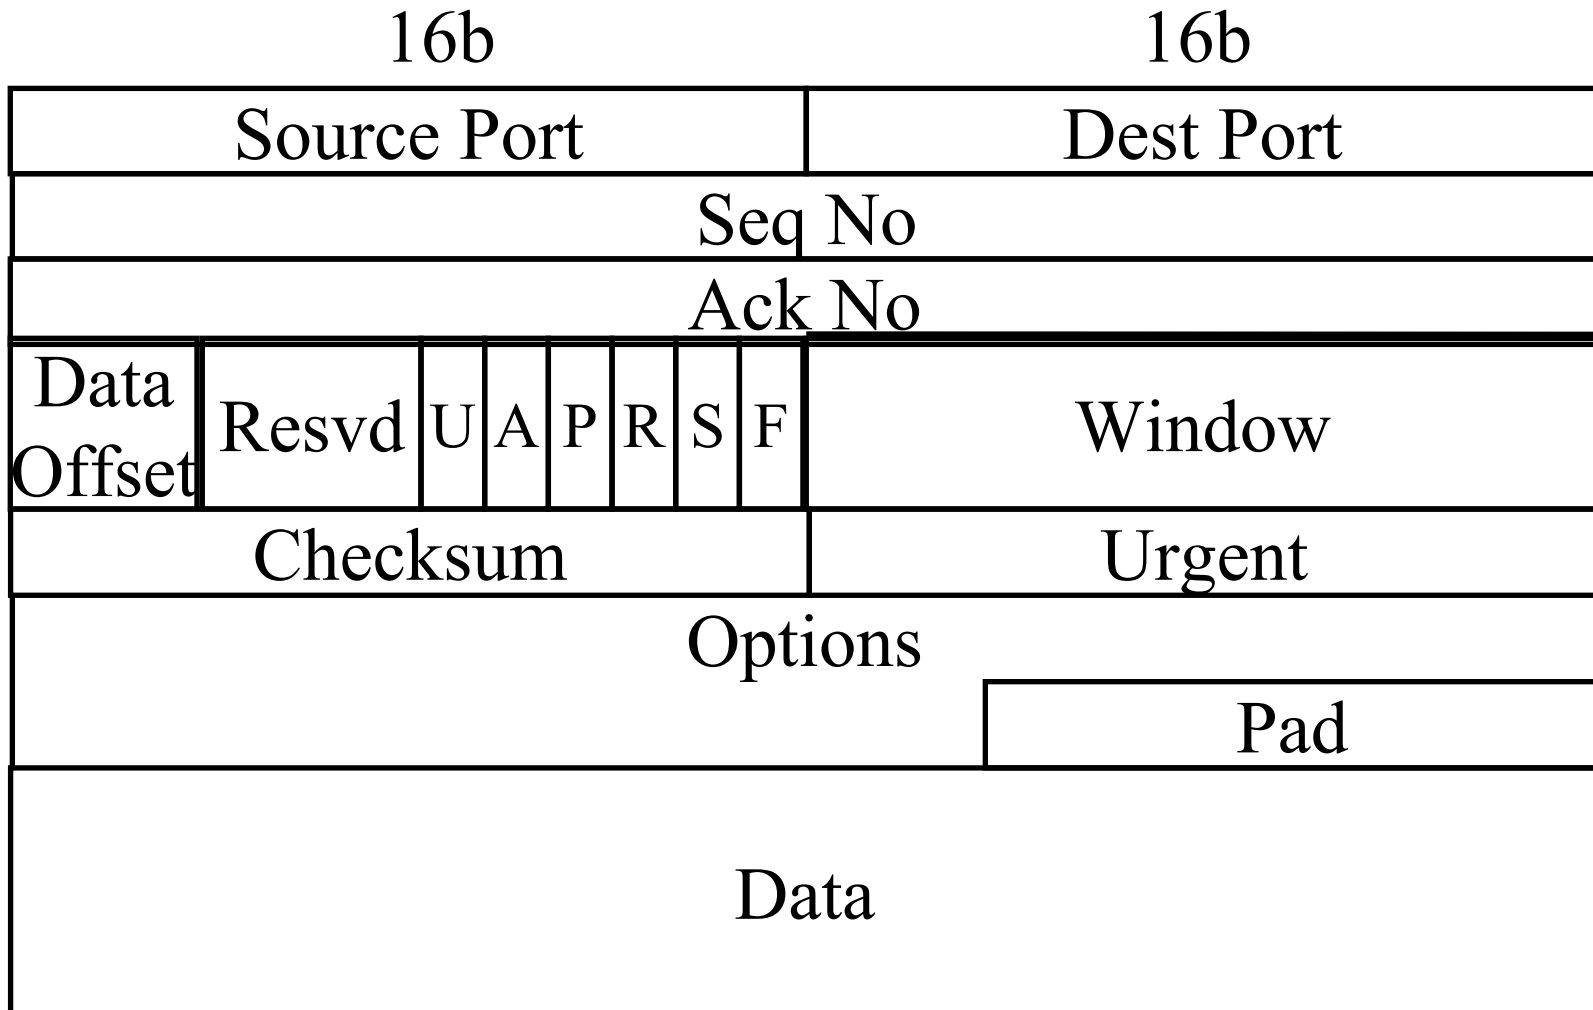 16b 16b
Source Port Dest Port
Seq No
Ack No
Data Offset Resvd U A P R S F Window
Checksum Urgent
Options
Pad
Data